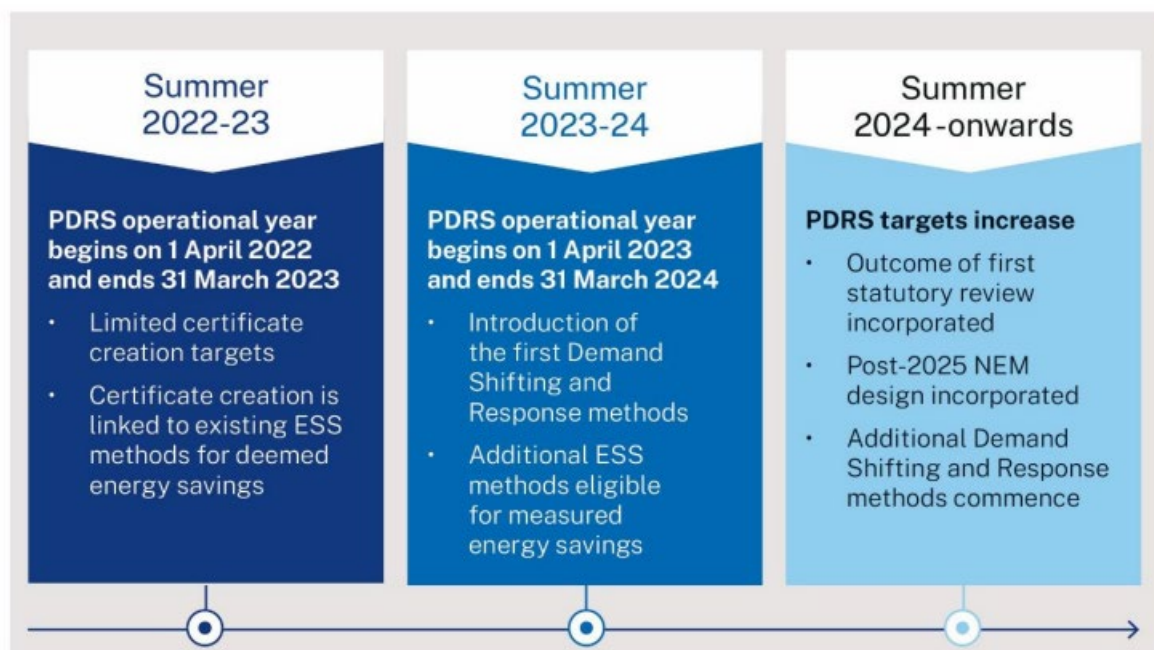 Summer
2022-23
PDRS operational year
begins on 1 April 2022
and ends 31 March 2023
• Limited certificate
creation targets
• Certificate creation is
linked to existing ESS
methods for deemed
energy savings
Summer
2023-24
PDRS operational year
begins on 1 April 2023
and ends 31 March 2024
• Introduction of
the first Demand
Shifting and
Response methods
• Additional ESS
methods eligible
for measured
energy savings
Summer
2024-onwards
PDRS targets increase
• Outcome of first
statutory review
incorporated
• Post-2025 NEM
design incorporated
• Additional Demand
Shifting and Response
methods commence